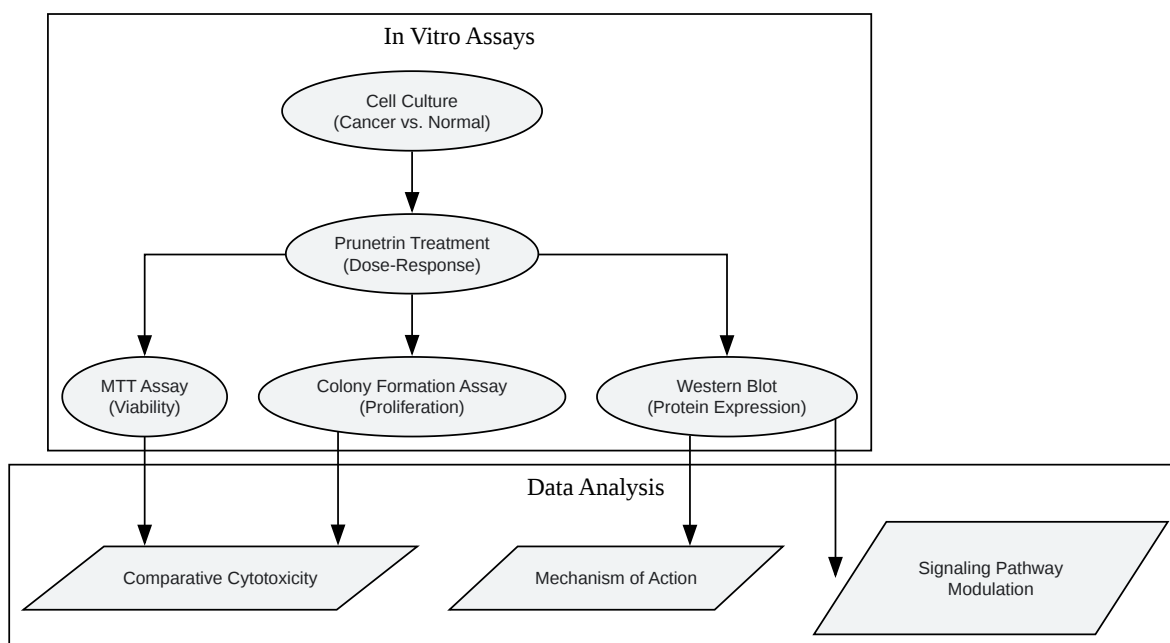 In Vitro Assays
Cell Culture
(Cancer vs. Normal)
Prunetrin Treatment
(Dose-Response)
MTT Assay
(Viability)
Colony Formation Assay
(Proliferation)
Western Blot
(Protein Expression)
Data Analysis
Comparative Cytotoxicity
Mechanism of Action
Signaling Pathway
Modulation